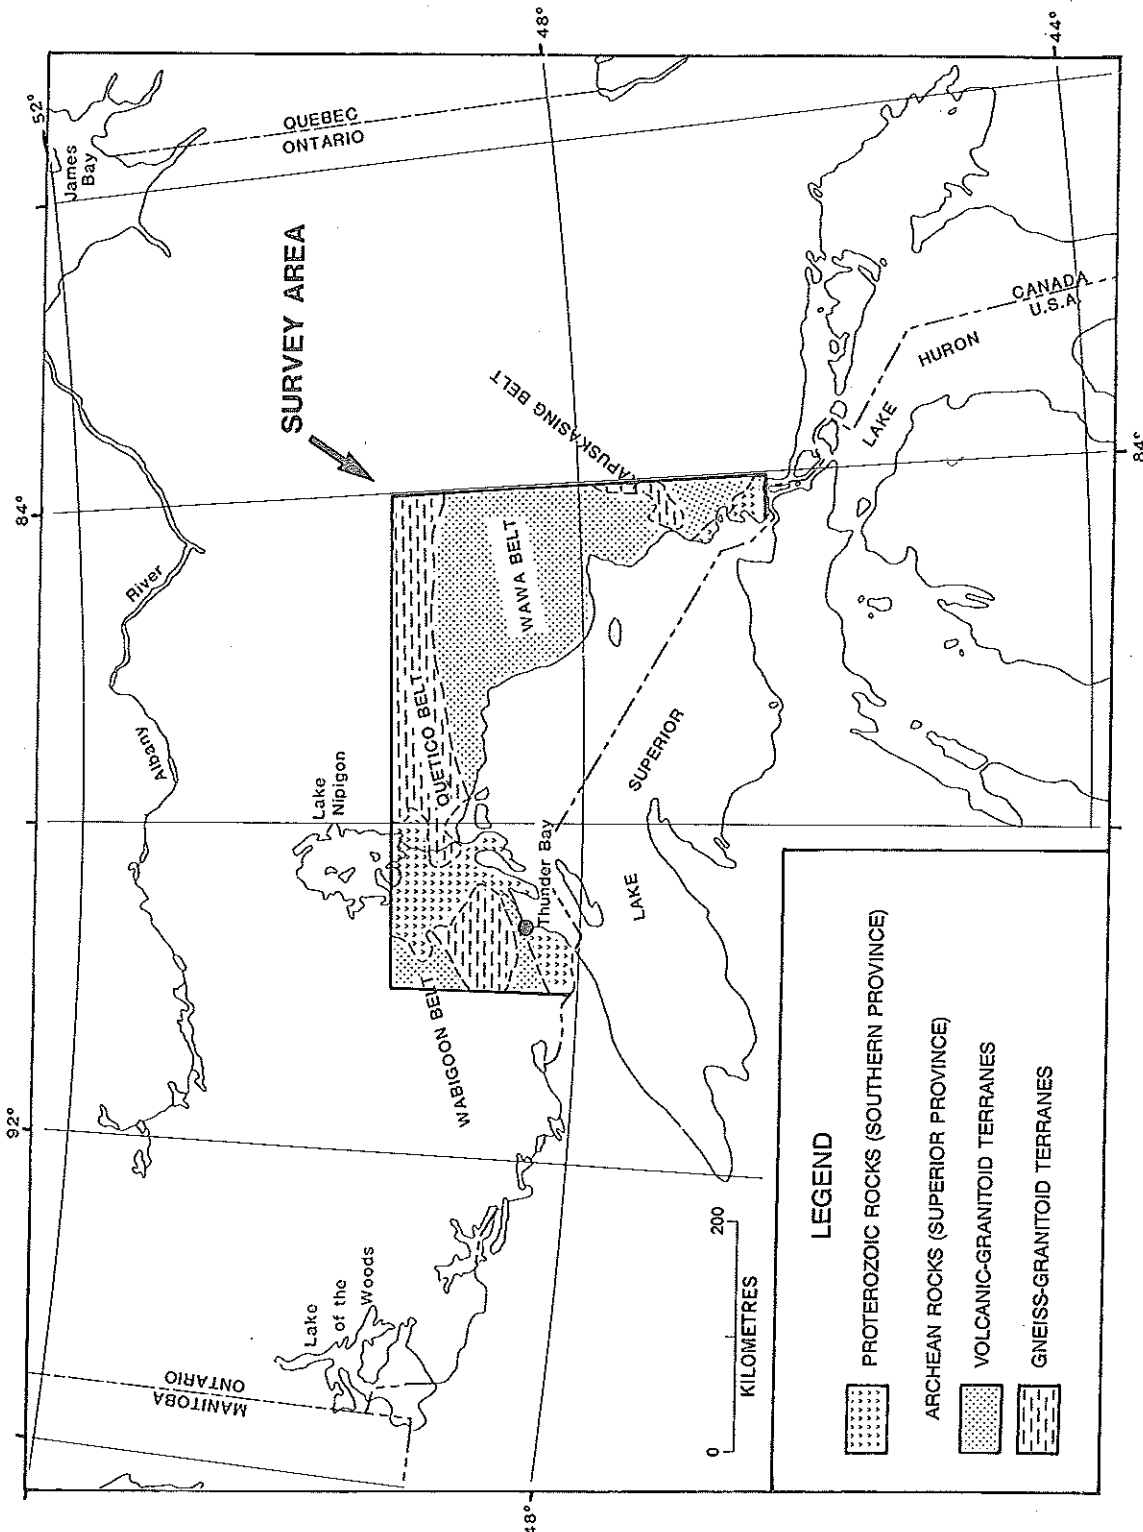 52°
48°
44°
James
Bay
QUEBEC
ONTARIO
SURVEY AREA
CANADA
U.S.A.
HURON
LAKE
KAPUSKASING BELT
84°
84°
River
Albany
WAWA BELT
QUETICO BELT
Lake
Nipigon
SUPERIOR
LAKE
Thunder Bay
WABIGOON BELT
92°
Lake
of the
Woods
MANITOBA
ONTARIO
48°
0
200
KILOMETRES
LEGEND
PROTEROZOIC ROCKS (SOUTHERN PROVINCE)
ARCHEAN ROCKS (SUPERIOR PROVINCE)
VOLCANIC-GRANITOID TERRANES
GNEISS-GRANITOID TERRANES